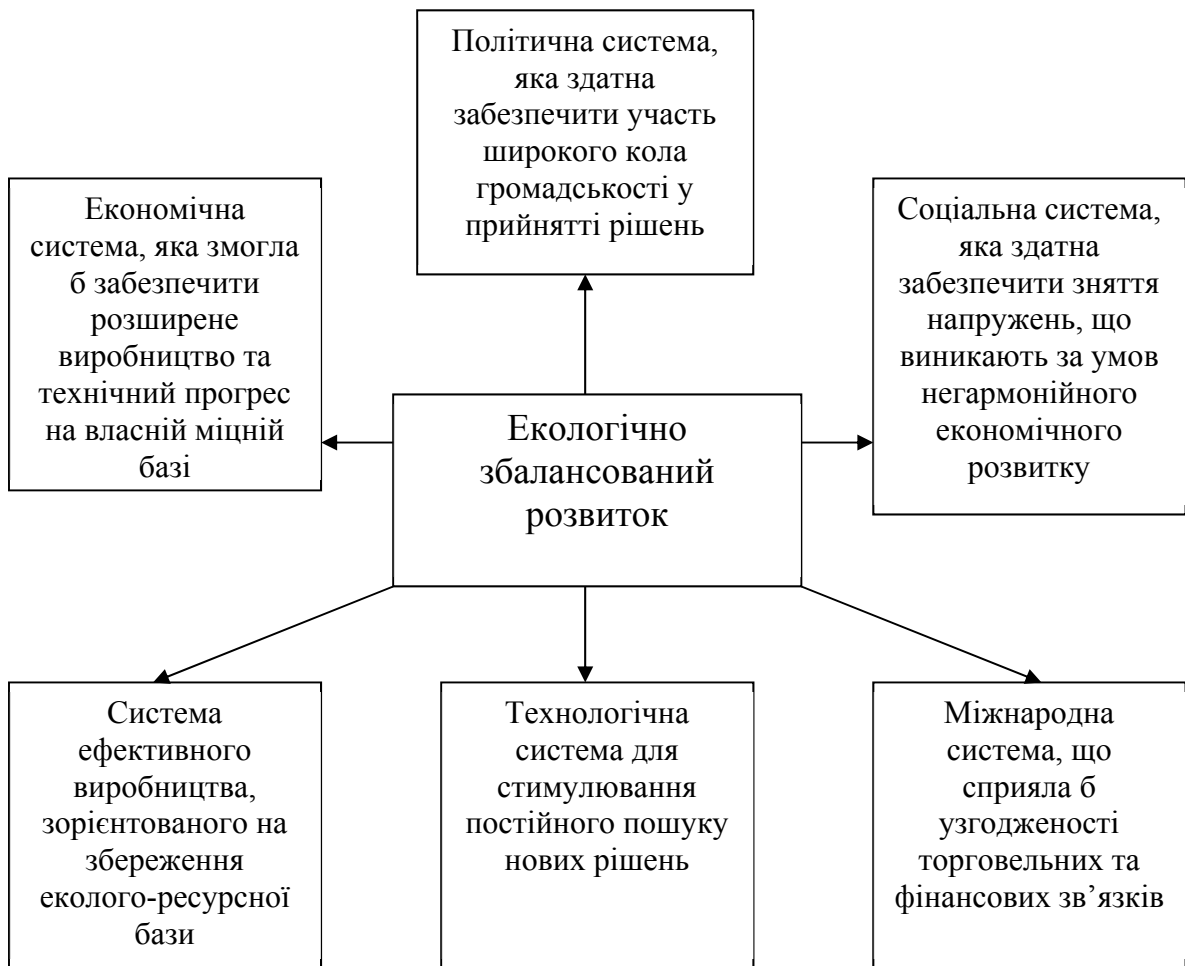 Політична система,
яка здатна
забезпечити участь
широкого кола
громадськості у
прийнятті рішень
Економічна
система, яка змогла
б забезпечити
розширене
виробництво та
технічний прогрес
на власній міцній
базі
Соціальна система,
яка здатна
забезпечити зняття
напружень, що
виникають за умов
негармонійного
економічного
розвитку
Екологічно
збалансований
розвиток
Система
ефективного
виробництва,
зорієнтованого на
збереження
еколого-ресурсної
бази
Технологічна
система для
стимулювання
постійного пошуку
нових рішень
Міжнародна
система, що
сприяла б
узгодженості
торговельних та
фінансових зв’язків